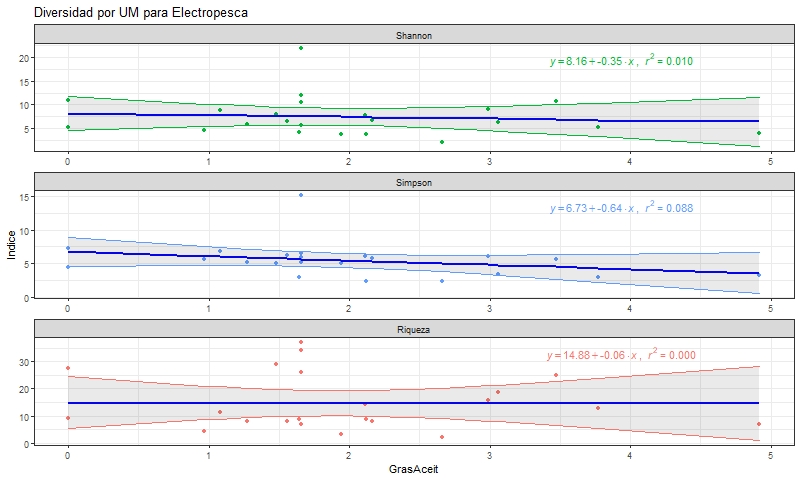 Diversidad por UM para Electropesca
Shannon
y = 8.16 + -0.35 · x , r² = 0.010
20
15
10
5
0 1 2 3 4 5
Simpson
y = 6.73 + -0.64 · x , r² = 0.088
15
10
5
0
0 1 2 3 4 5
Indice
Riqueza
y = 14.88 + -0.06 · x , r² = 0.000
30
20
10
0
0 1 2 3 4 5
GrasAceit